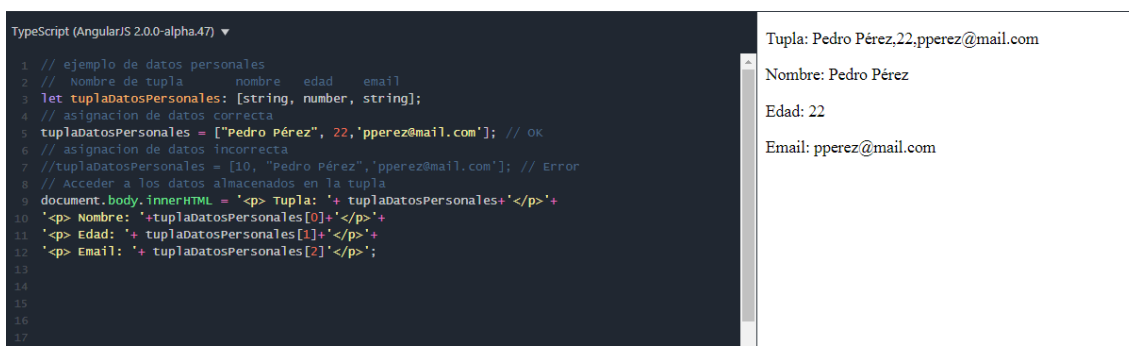 TypeScript (AngularJS 2.0.0-alpha.47) ▼
1 // ejemplo de datos personales
2 //  Nombre de tupla       nombre   edad    email
3 let tuplaDatosPersonales: [string, number, string];
4 // asignacion de datos correcta
5 tuplaDatosPersonales = ["Pedro Pérez", 22,'pperez@mail.com']; // OK
6 // asignacion de datos incorrecta
7 //tuplaDatosPersonales = [10, "Pedro Pérez",'pperez@mail.com']; // Error
8 // Acceder a los datos almacenados en la tupla
9 document.body.innerHTML = '<p> Tupla: '+ tuplaDatosPersonales+'</p>'+
10 '<p> Nombre: '+tuplaDatosPersonales[0]+'</p>'+
11 '<p> Edad: '+ tuplaDatosPersonales[1]+'</p>'+
12 '<p> Email: '+ tuplaDatosPersonales[2]'</p>';
13
14
15
16
17
Tupla: Pedro Pérez,22,pperez@mail.com
Nombre: Pedro Pérez
Edad: 22
Email: pperez@mail.com